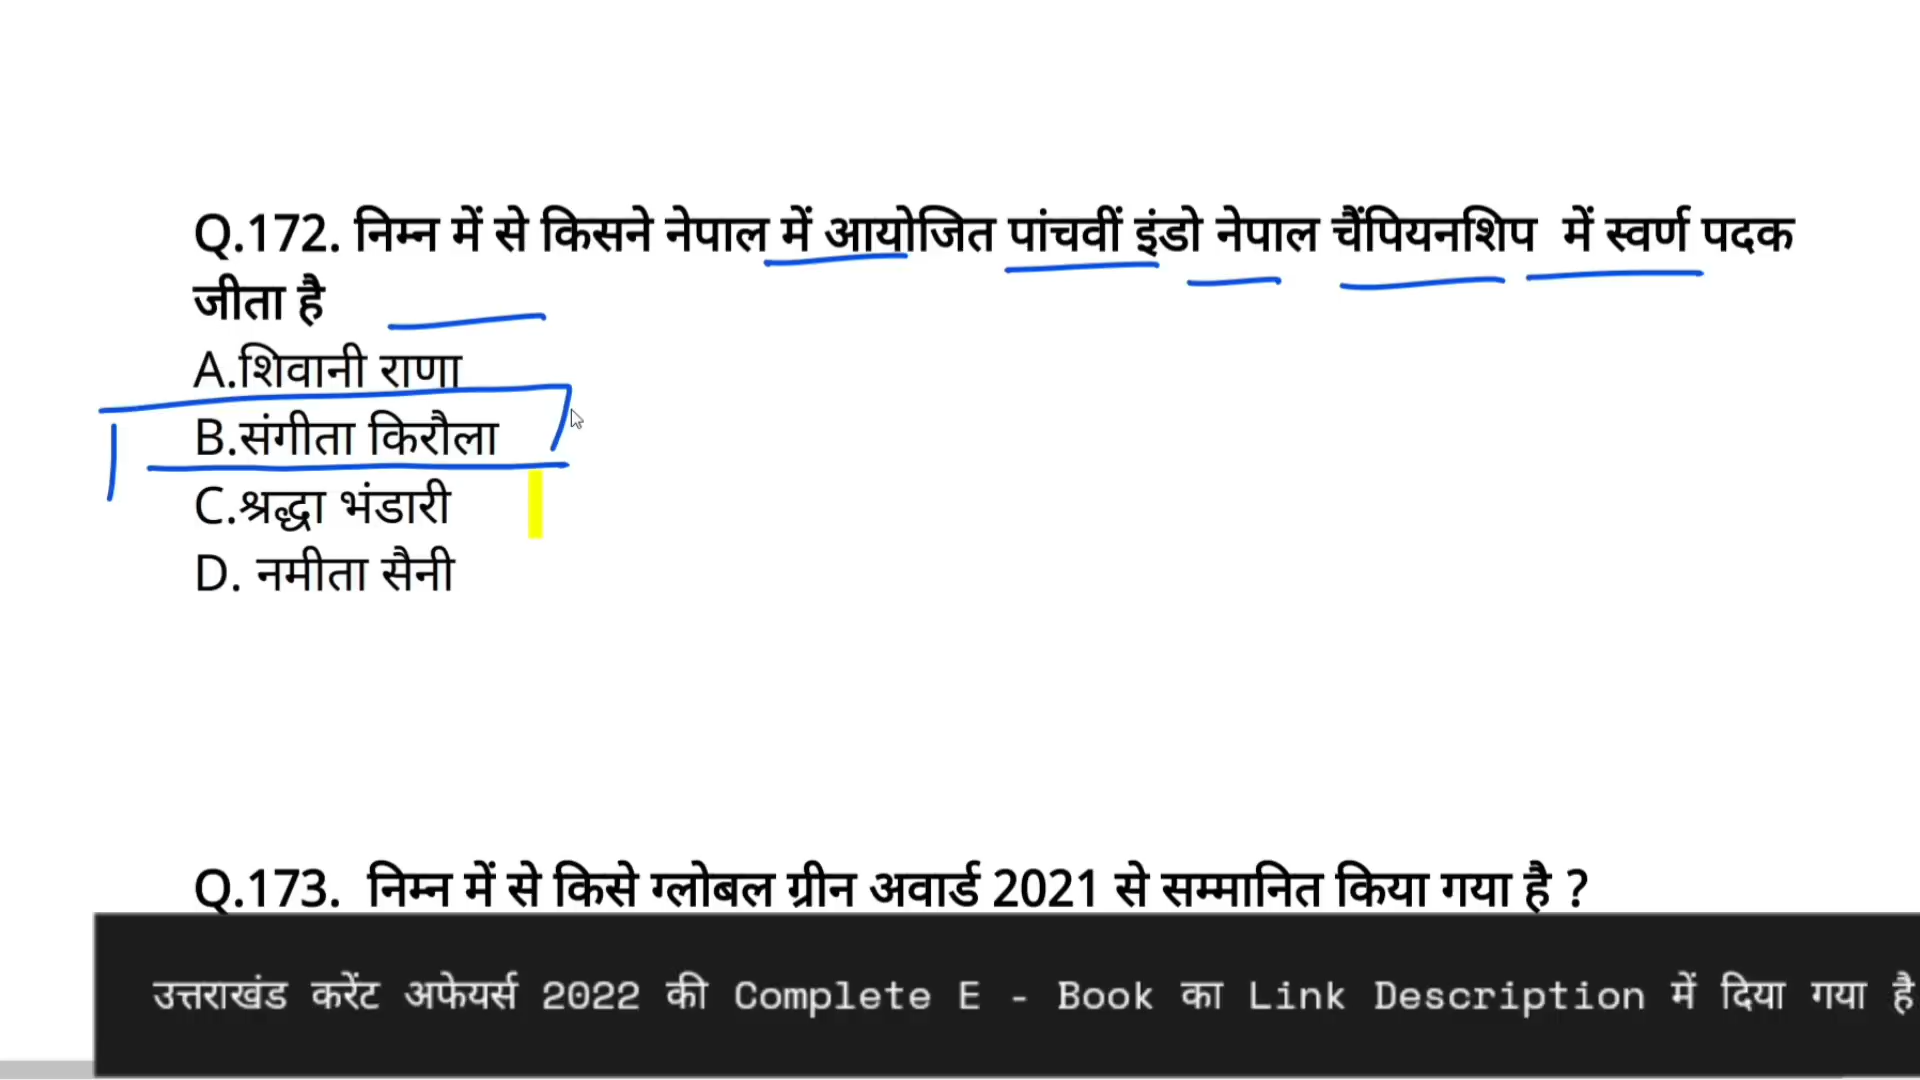 Q.172. निम्न में से किसने नेपाल में आयोजित पांचवीं इंडो नेपाल चैंपियनशिप में स्वर्ण पदक
जीता है
A.शिवानी राणा
B.संगीता किरौला
C.श्रद्धा भंडारी
D. नमीता सैनी
Q.173. निम्न में से किसे ग्लोबल ग्रीन अवार्ड 2021 से सम्मानित किया गया है ?
उत्तराखंड करेंट अफेयर्स 2022 की Complete E - Book का Link Description में दिया गया है